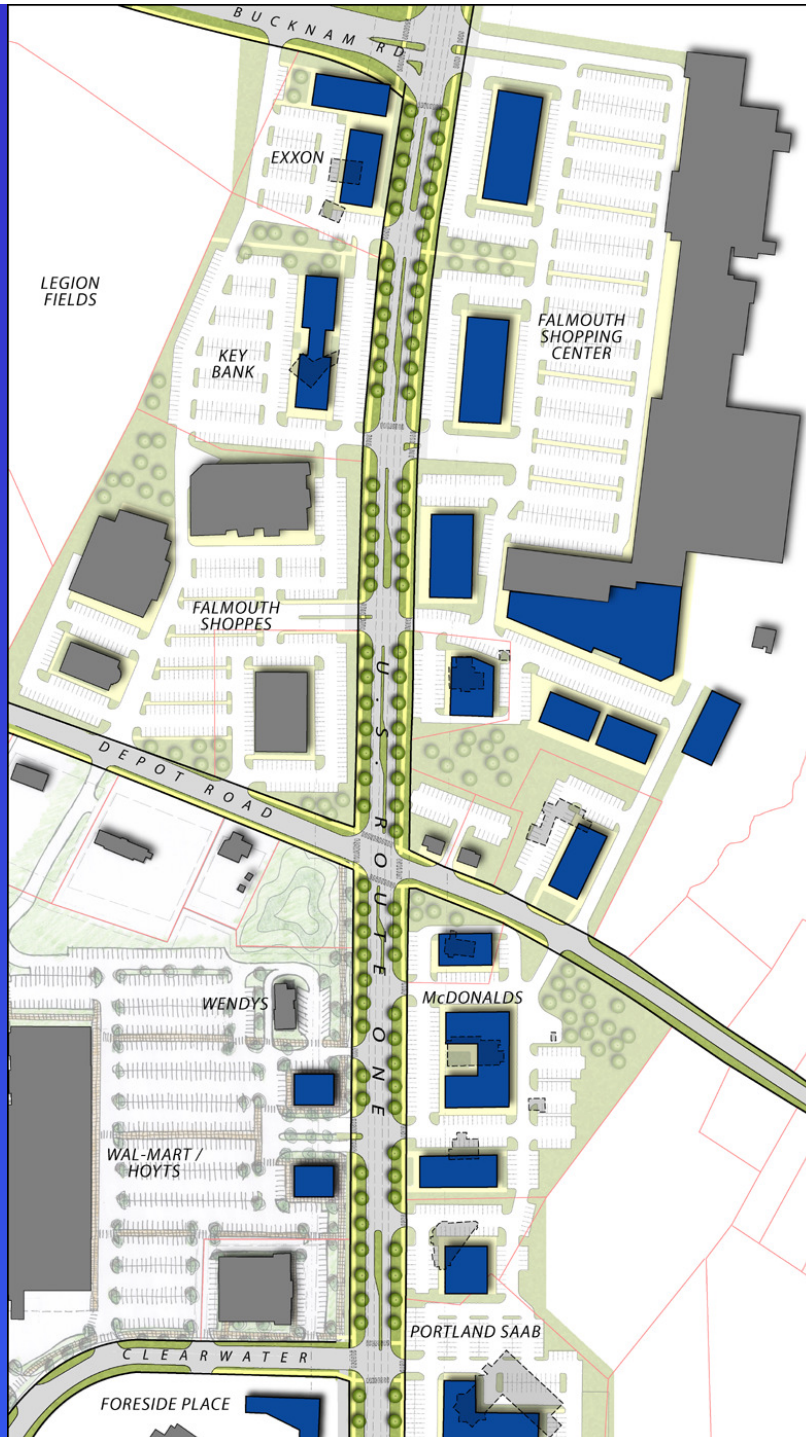 BUCKNAM RD
EXXON
LEGION
FIELDS
FALMOUTH
SHOPPING
CENTER
KEY
BANK
FALMOUTH
SHOPPES
U.S. ROUTE ONE
DEPOT ROAD
WENDYS
McDONALDS
WAL-MART /
HOYTS
PORTLAND SAAB
CLEARWATER
FORESIDE PLACE